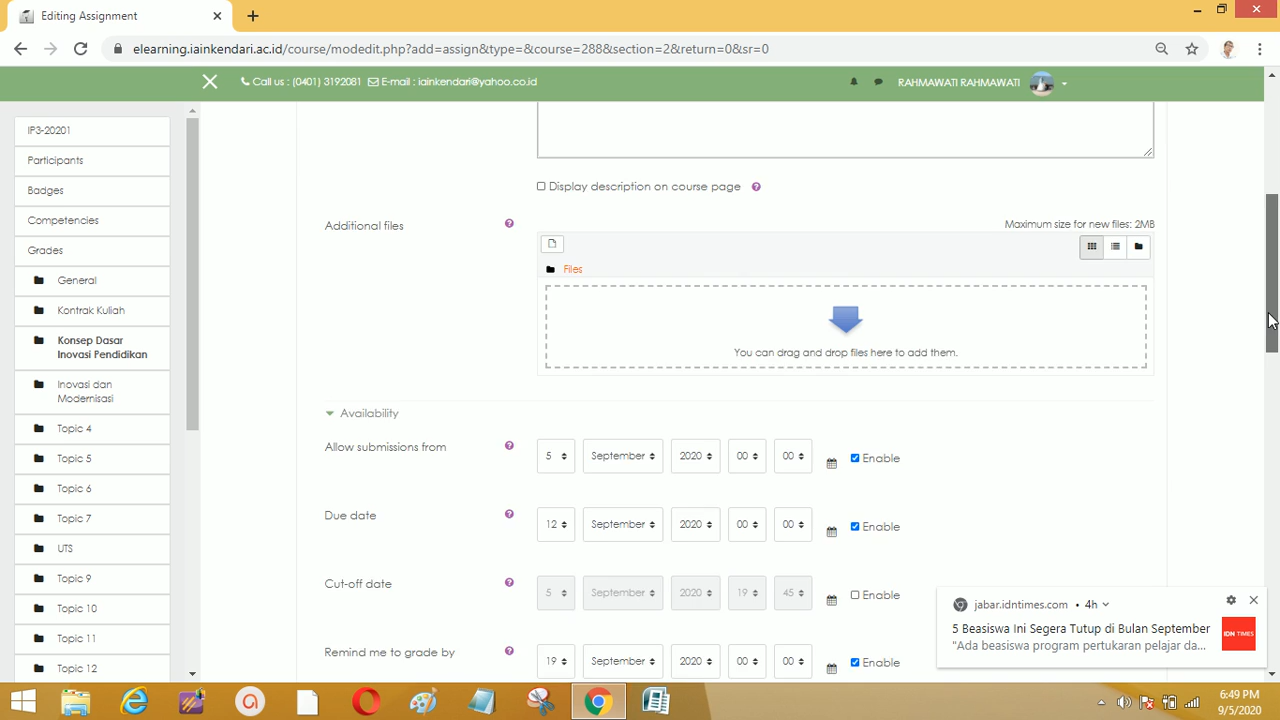 Editing Assignment
elearning.iainkendari.ac.id/course/modedit.php?add=assign&type=&course=288&section=2&return=0&sr=0
Call us : (0401) 3192081 E-mail : iainkendari@yahoo.co.id
RAHMAWATI RAHMAWATI
IP3-20201
Participants
Badges
Competencies
Grades
General
Kontrak Kuliah
Konsep Dasar
Inovasi Pendidikan
Inovasi dan
Modernisasi
Topic 4
Topic 5
Topic 6
Topic 7
UTS
Topic 9
Topic 10
Topic 11
Topic 12
Display description on course page
Additional files
Maximum size for new files: 2MB
Files
You can drag and drop files here to add them.
Availability
Allow submissions from 5 September 2020 00 00 Enable
Due date 12 September 2020 00 00 Enable
Cut-off date 5 September 2020 19 45 Enable
Remind me to grade by 19 September 2020 00 00 Enable
jabar.idntimes.com • 4h
5 Beasiswa Ini Segera Tutup di Bulan September
"Ada beasiswa program pertukaran pelajar da...
IDN TIMES
6:49 PM
9/5/2020